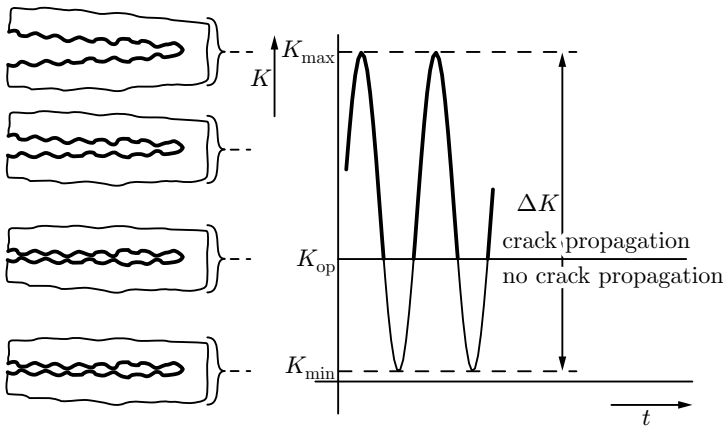 K_max
K
ΔK
crack propagation
K_op
no crack propagation
K_min
t